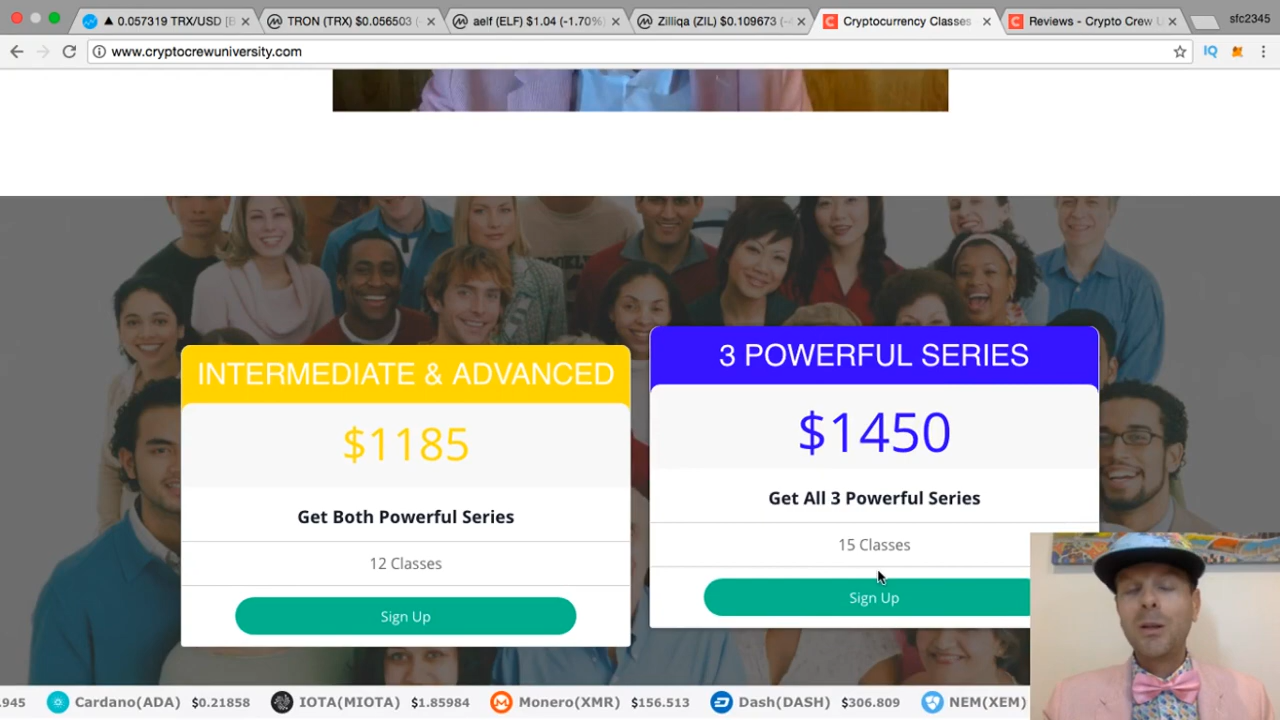 ▲ 0.057319 TRX/USD [B
TRON (TRX) $0.056503 (
aelf (ELF) $1.04 (-1.70%)
Zilliqa (ZIL) $0.109673 (-
Cryptocurrency Classes
Reviews - Crypto Crew U
sfc2345
www.cryptocrewuniversity.com
IQ
INTERMEDIATE & ADVANCED
$1185
Get Both Powerful Series
12 Classes
Sign Up
3 POWERFUL SERIES
$1450
Get All 3 Powerful Series
15 Classes
Sign Up
.945 Cardano(ADA) $0.21858 IOTA(MIOTA) $1.85984 Monero(XMR) $156.513 Dash(DASH) $306.809 NEM(XEM)